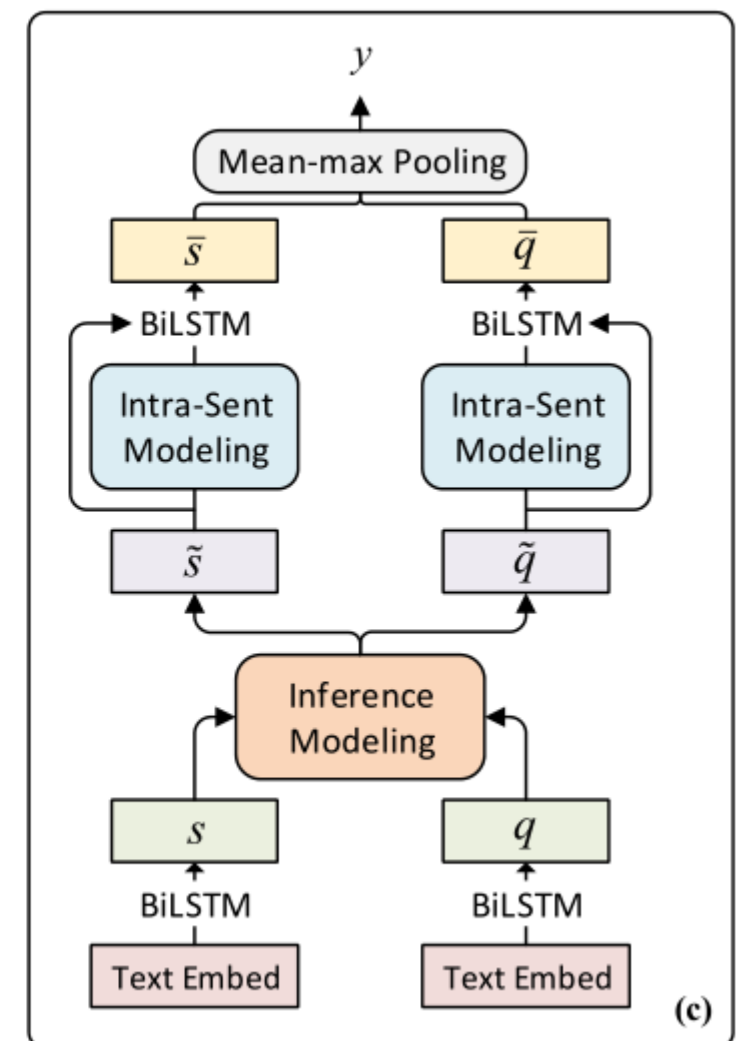 y
Mean-max Pooling
s̄ q̄
BiLSTM BiLSTM
Intra-Sent Modeling Intra-Sent Modeling
s̃ q̃
Inference
Modeling
s q
BiLSTM BiLSTM
Text Embed Text Embed
(c)